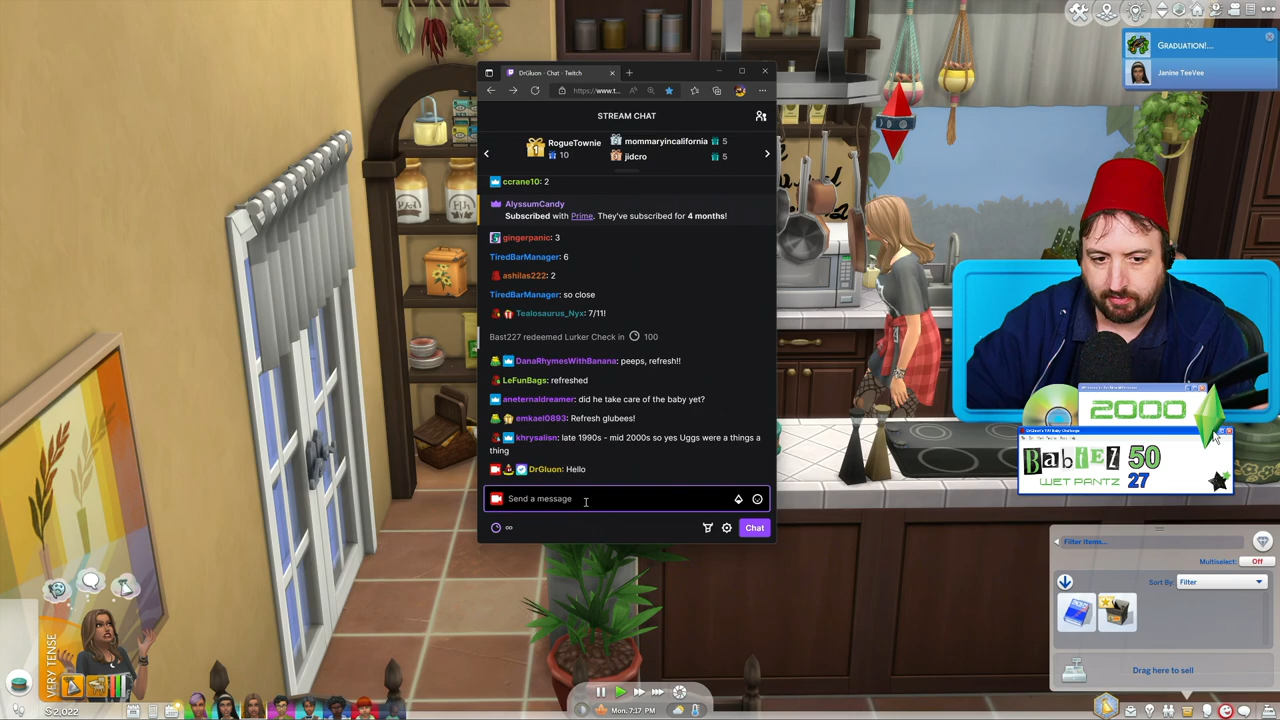 GRADUATION!...
Janine TeeVee
DrGluon - Chat - Twitch
https://www.t...
STREAM CHAT
RogueTownie
10
mommaryincalifornia 5
jidcro 5
ccrane10: 2
AlyssumCandy
Subscribed with Prime. They've subscribed for 4 months!
gingerpanic: 3
TiredBarManager: 6
ashilas222: 2
TiredBarManager: so close
Tealosaurus_Nyx: 7/11!
Bast227 redeemed Lurker Check in 100
DanaRhymesWithBanana: peeps, refresh!!
LeFunBags: refreshed
aneternaldreamer: did he take care of the baby yet?
emkael0893: Refresh glubees!
khrysalisn: late 1990s - mid 2000s so yes Uggs were a things a
thing
DrGluon: Hello
Send a message
∞
Chat
2000
BabieZ 50
WET PANTZ 27
Filter Items...
Multiselect: Off
Sort By: Filter
Drag here to sell
VERY TENSE
§2,022
Mon. 7:17 PM